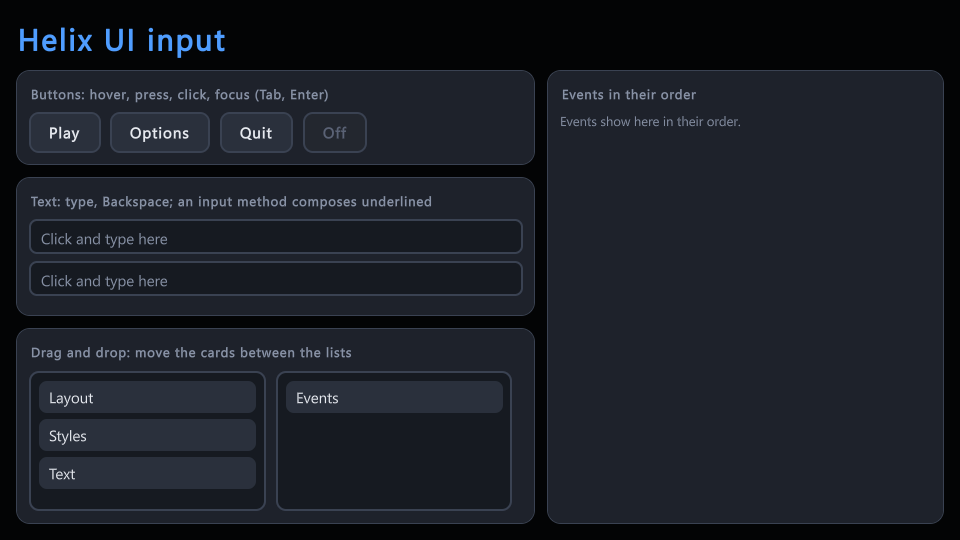 Helix UI input
Buttons: hover, press, click, focus (Tab, Enter)
Play
Options
Quit
Off
Text: type, Backspace; an input method composes underlined
Click and type here
Click and type here
Drag and drop: move the cards between the lists
Layout
Styles
Text
Events
Events in their order
Events show here in their order.